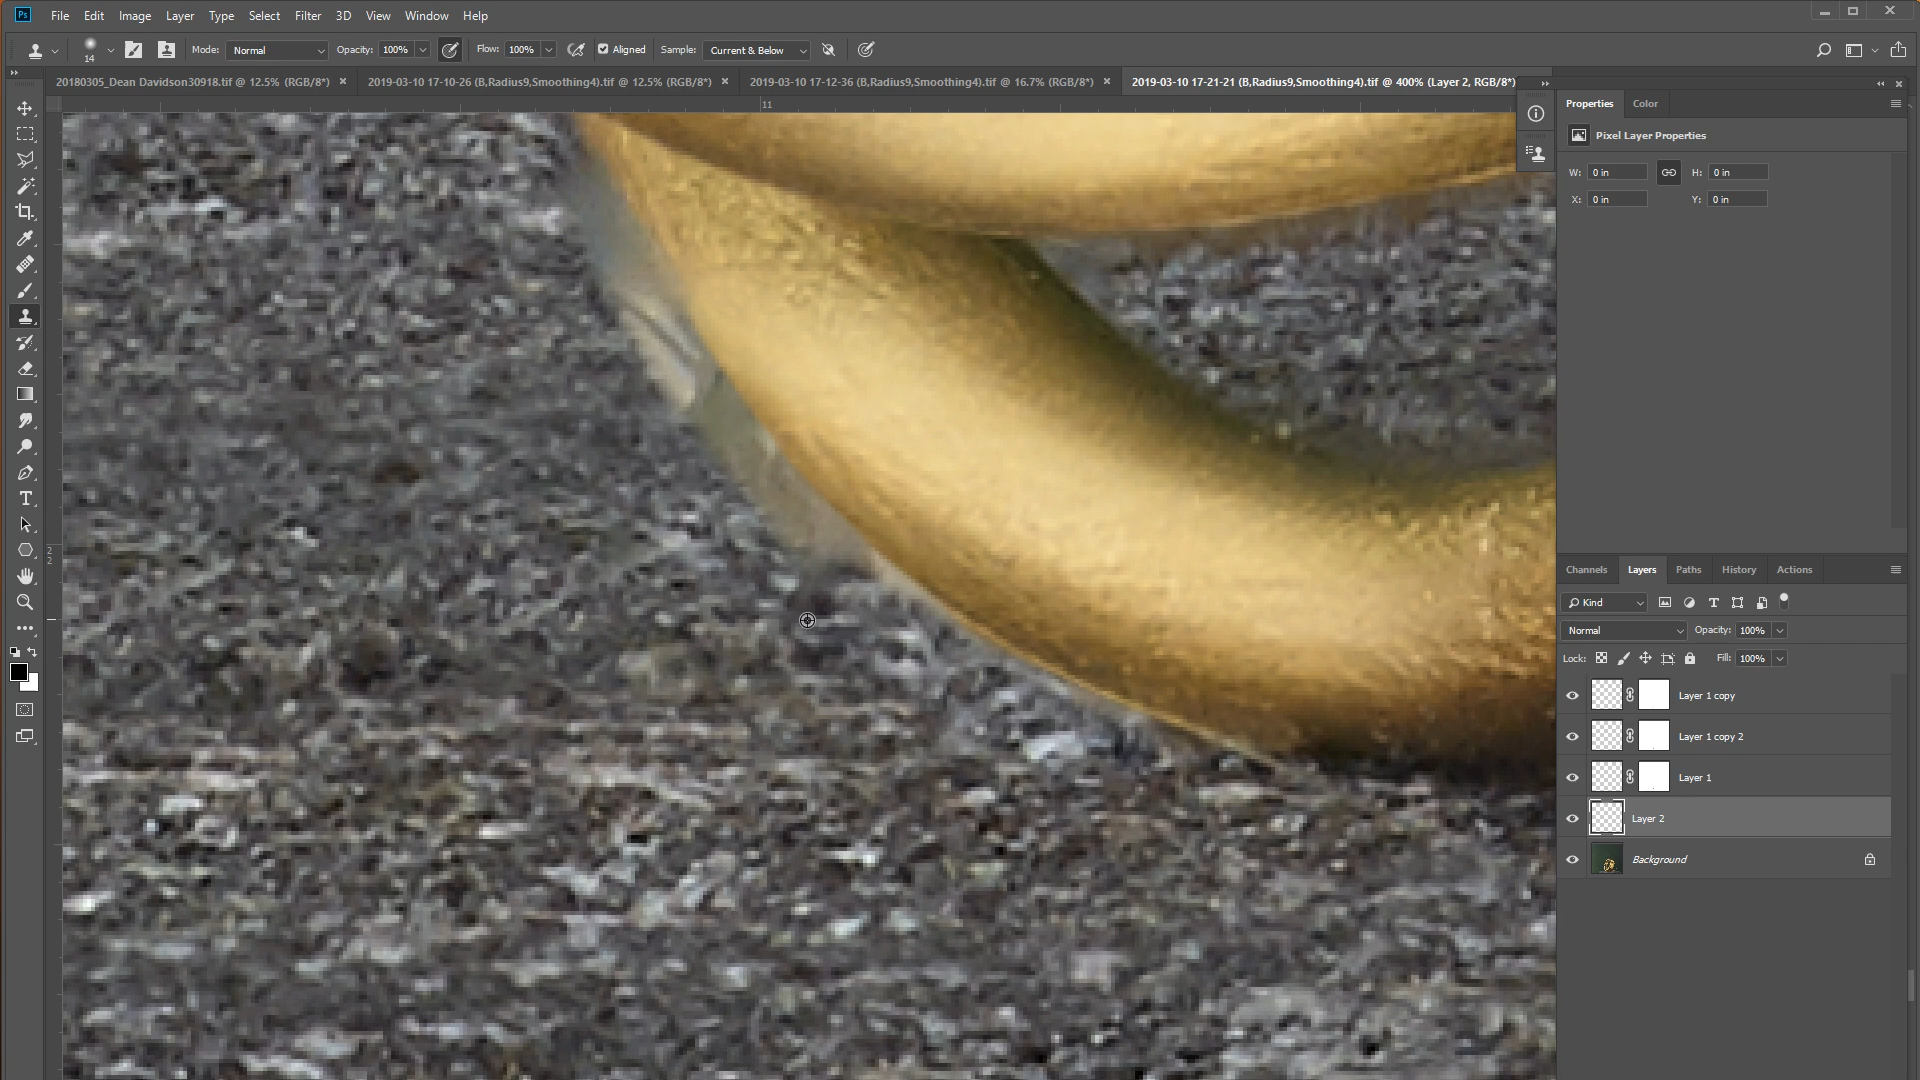 Ps File Edit Image Layer Type Select Filter 3D View Window Help
14 Mode: Normal Opacity: 100% Flow: 100% Aligned Sample: Current & Below
20180305_Dean Davidson30918.tif @ 12.5% (RGB/8*) × 2019-03-10 17-10-26 (B,Radius9,Smoothing4).tif @ 12.5% (RGB/8*) × 2019-03-10 17-12-36 (B,Radius9,Smoothing4).tif @ 16.7% (RGB/8*) × 2019-03-10 17-21-21 (B,Radius9,Smoothing4).tif @ 400% (Layer 2, RGB/8*)
11
Properties Color
Pixel Layer Properties
W: 0 in H: 0 in
X: 0 in Y: 0 in
2
2
Channels Layers Paths History Actions
Kind
Normal Opacity: 100%
Lock: Fill: 100%
Layer 1 copy
Layer 1 copy 2
Layer 1
Layer 2
Background